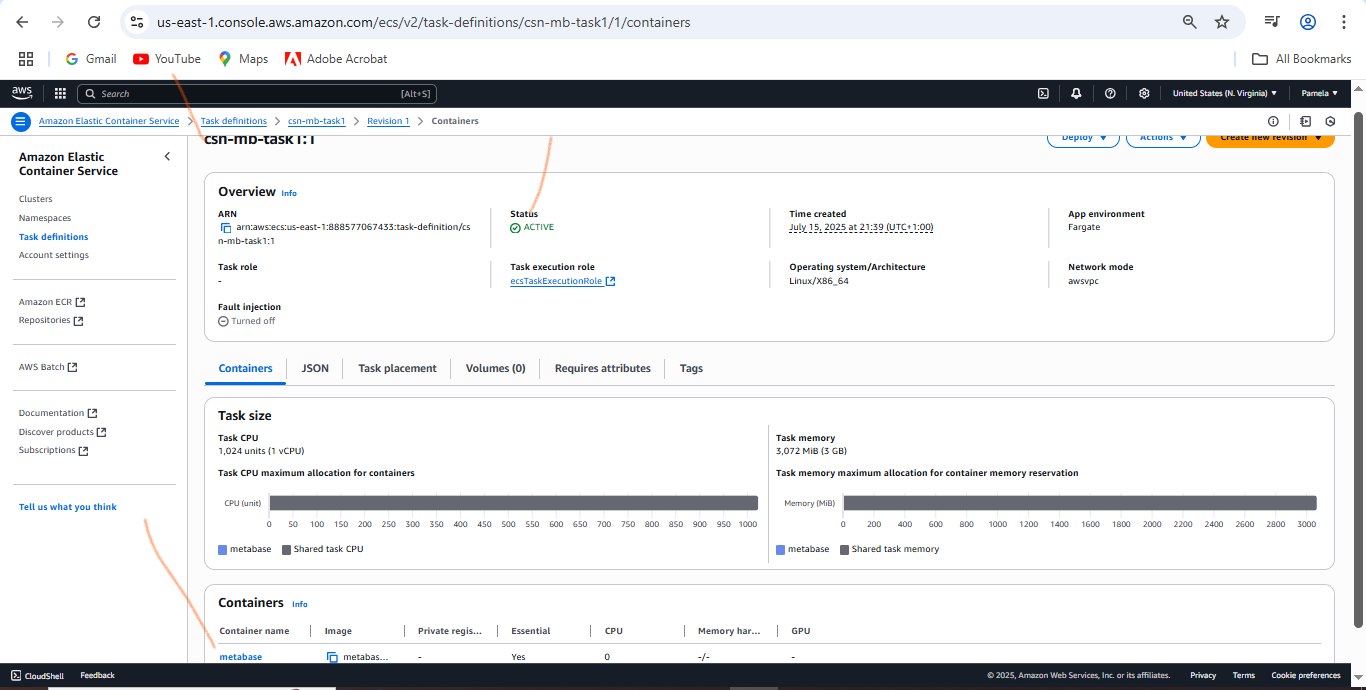 us-east-1.console.aws.amazon.com/ecs/v2/task-definitions/csn-mb-task1/1/containers
Gmail YouTube Maps Adobe Acrobat All Bookmarks
aws Search [Alt+S] United States (N. Virginia) Pamela
Amazon Elastic Container Service Task definitions csn-mb-task1 Revision 1 Containers
csn-mb-task1:1 Deploy Actions Create new revision
Amazon Elastic
Container Service
Clusters
Namespaces
Task definitions
Account settings
Amazon ECR
Repositories
AWS Batch
Documentation
Discover products
Subscriptions
Tell us what you think
Overview Info
ARN
arn:aws:ecs:us-east-1:888577067433:task-definition/cs
n-mb-task1:1
Status
ACTIVE
Time created
July 15, 2025 at 21:39 (UTC+1:00)
App environment
Fargate
Task role
-
Task execution role
ecsTaskExecutionRole
Operating system/Architecture
Linux/X86_64
Network mode
awsvpc
Fault injection
Turned off
Containers JSON Task placement Volumes (0) Requires attributes Tags
Task size
Task CPU
1,024 units (1 vCPU)
Task CPU maximum allocation for containers
CPU (unit)
0 50 100 150 200 250 300 350 400 450 500 550 600 650 700 750 800 850 900 950 1000
metabase Shared task CPU
Task memory
3,072 MiB (3 GB)
Task memory maximum allocation for container memory reservation
Memory (MiB)
0 200 400 600 800 1000 1200 1400 1600 1800 2000 2200 2400 2600 2800 3000
metabase Shared task memory
Containers Info
Container name Image Private regis... Essential CPU Memory har... GPU
metabase metabas... - Yes 0 -/- -
CloudShell Feedback © 2025, Amazon Web Services, Inc. or its affiliates. Privacy Terms Cookie preferences